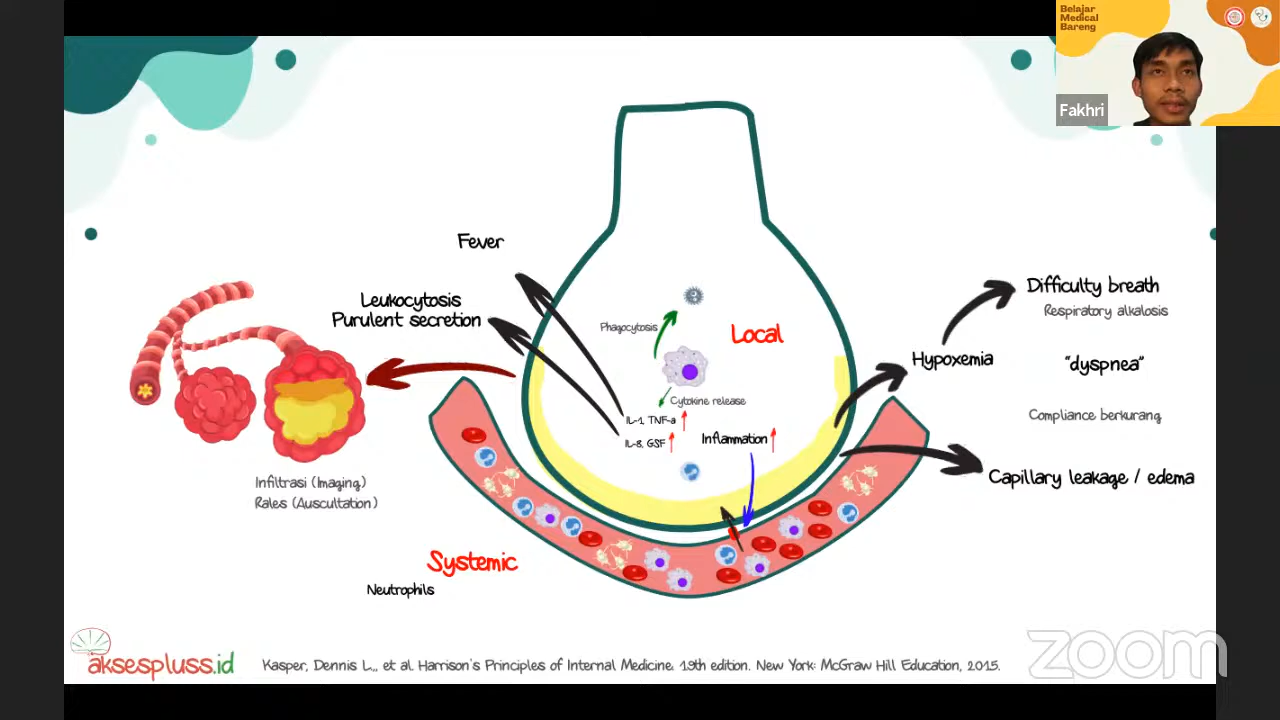 Belajar
Medical
Bareng
Fakhri
Fever
Leukocytosis
Purulent secretion
Phagocytosis
Local
Cytokine release
IL-1, TNF-a
IL-8, GSF
Inflammation
Difficulty breath
Respiratory alkalosis
Hypoxemia
"dyspnea"
Compliance berkurang
Capillary leakage / edema
Infiltrasi (Imaging)
Rales (Auscultation)
Systemic
Neutrophils
aksespluss.id
Kasper, Dennis L.,, et al. Harrison's Principles of Internal Medicine. 19th edition. New York: McGraw Hill Education, 2015.
zoom